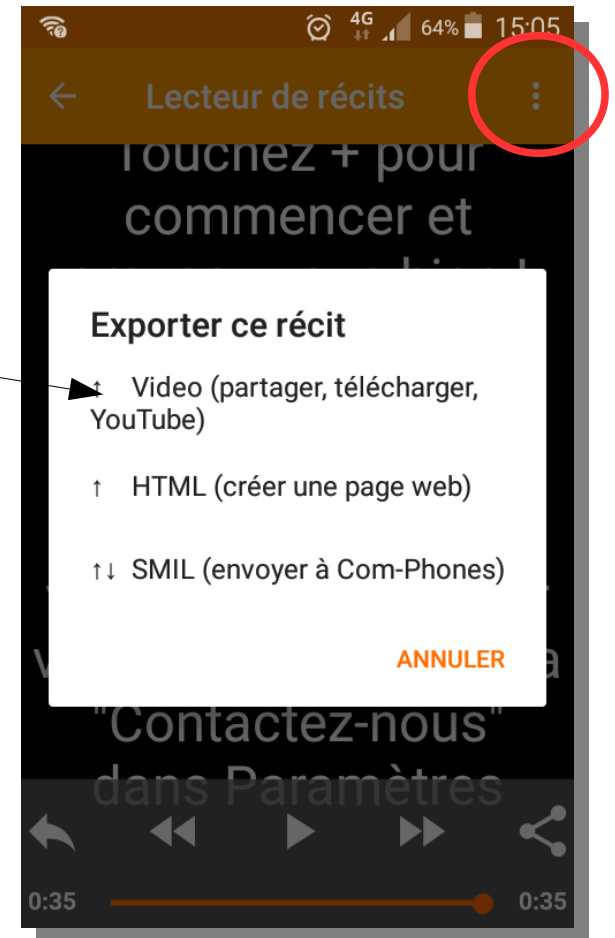 4G 64% 15:05
Lecteur de récits
Touchez + pour
commencer et
Exporter ce récit
↑ Video (partager, télécharger,
YouTube)
↑ HTML (créer une page web)
↑↓ SMIL (envoyer à Com-Phones)
ANNULER
"Contactez-nous"
dans Paramètres
0:35 0:35